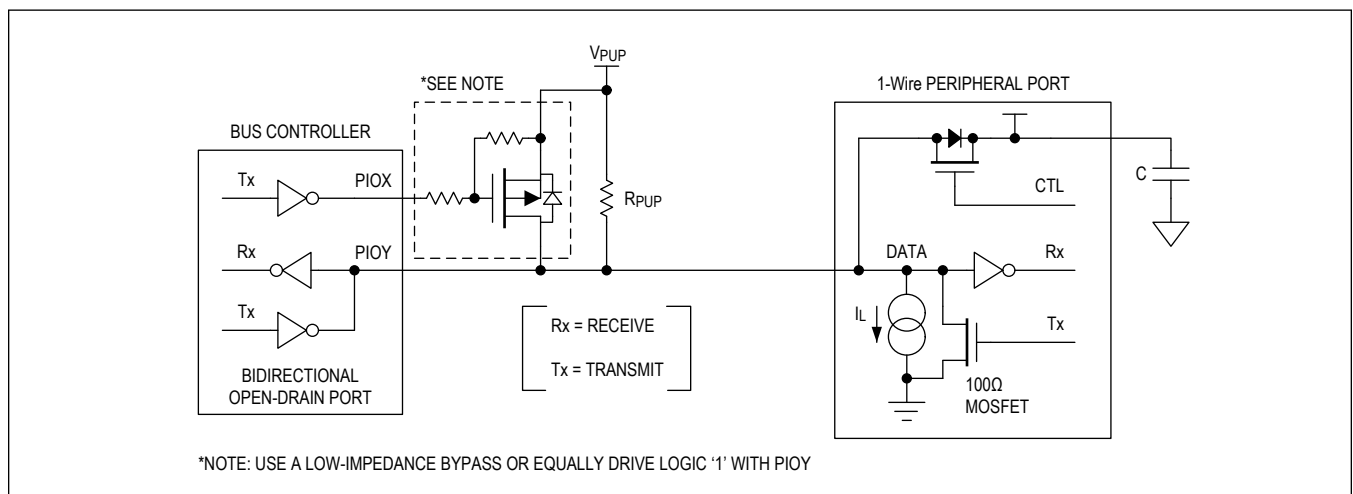 VPUP
*SEE NOTE
1-Wire PERIPHERAL PORT
BUS CONTROLLER
Tx
PIOX
RPUP
C
CTL
Rx
PIOY
DATA
Rx
Tx
IL
Tx
Rx = RECEIVE
Tx = TRANSMIT
BIDIRECTIONAL
OPEN-DRAIN PORT
100Ω
MOSFET
*NOTE: USE A LOW-IMPEDANCE BYPASS OR EQUALLY DRIVE LOGIC ‘1’ WITH PIOY